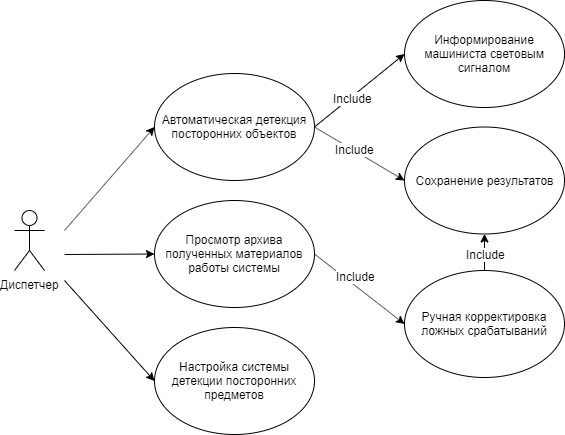 Информирование
машиниста световым
сигналом
Include
Автоматическая детекция
посторонних объектов
Include
Сохранение результатов
Диспетчер
Просмотр архива
полученных материалов
работы системы
Include
Include
Ручная корректировка
ложных срабатываний
Настройка системы
детекции посторонних
предметов